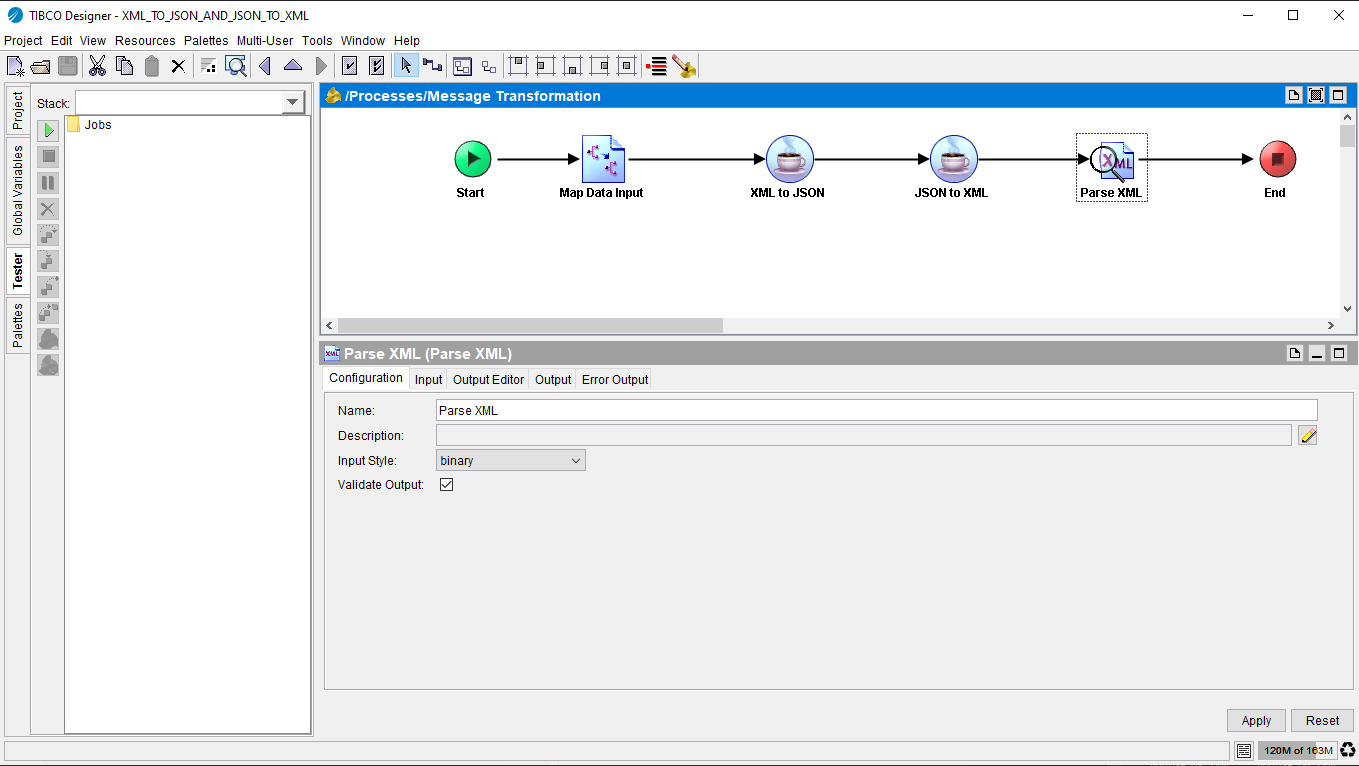 TIBCO Designer - XML_TO_JSON_AND_JSON_TO_XML
Project Edit View Resources Palettes Multi-User Tools Window Help
Project
Global Variables
Tester
Palettes
Stack:
Jobs
/Processes/Message Transformation
Start
Map Data Input
XML to JSON
JSON to XML
XML
Parse XML
End
XML
Parse XML (Parse XML)
Configuration Input Output Editor Output Error Output
Name: Parse XML
Description:
Input Style: binary
Validate Output:
Apply Reset
120M of 163M